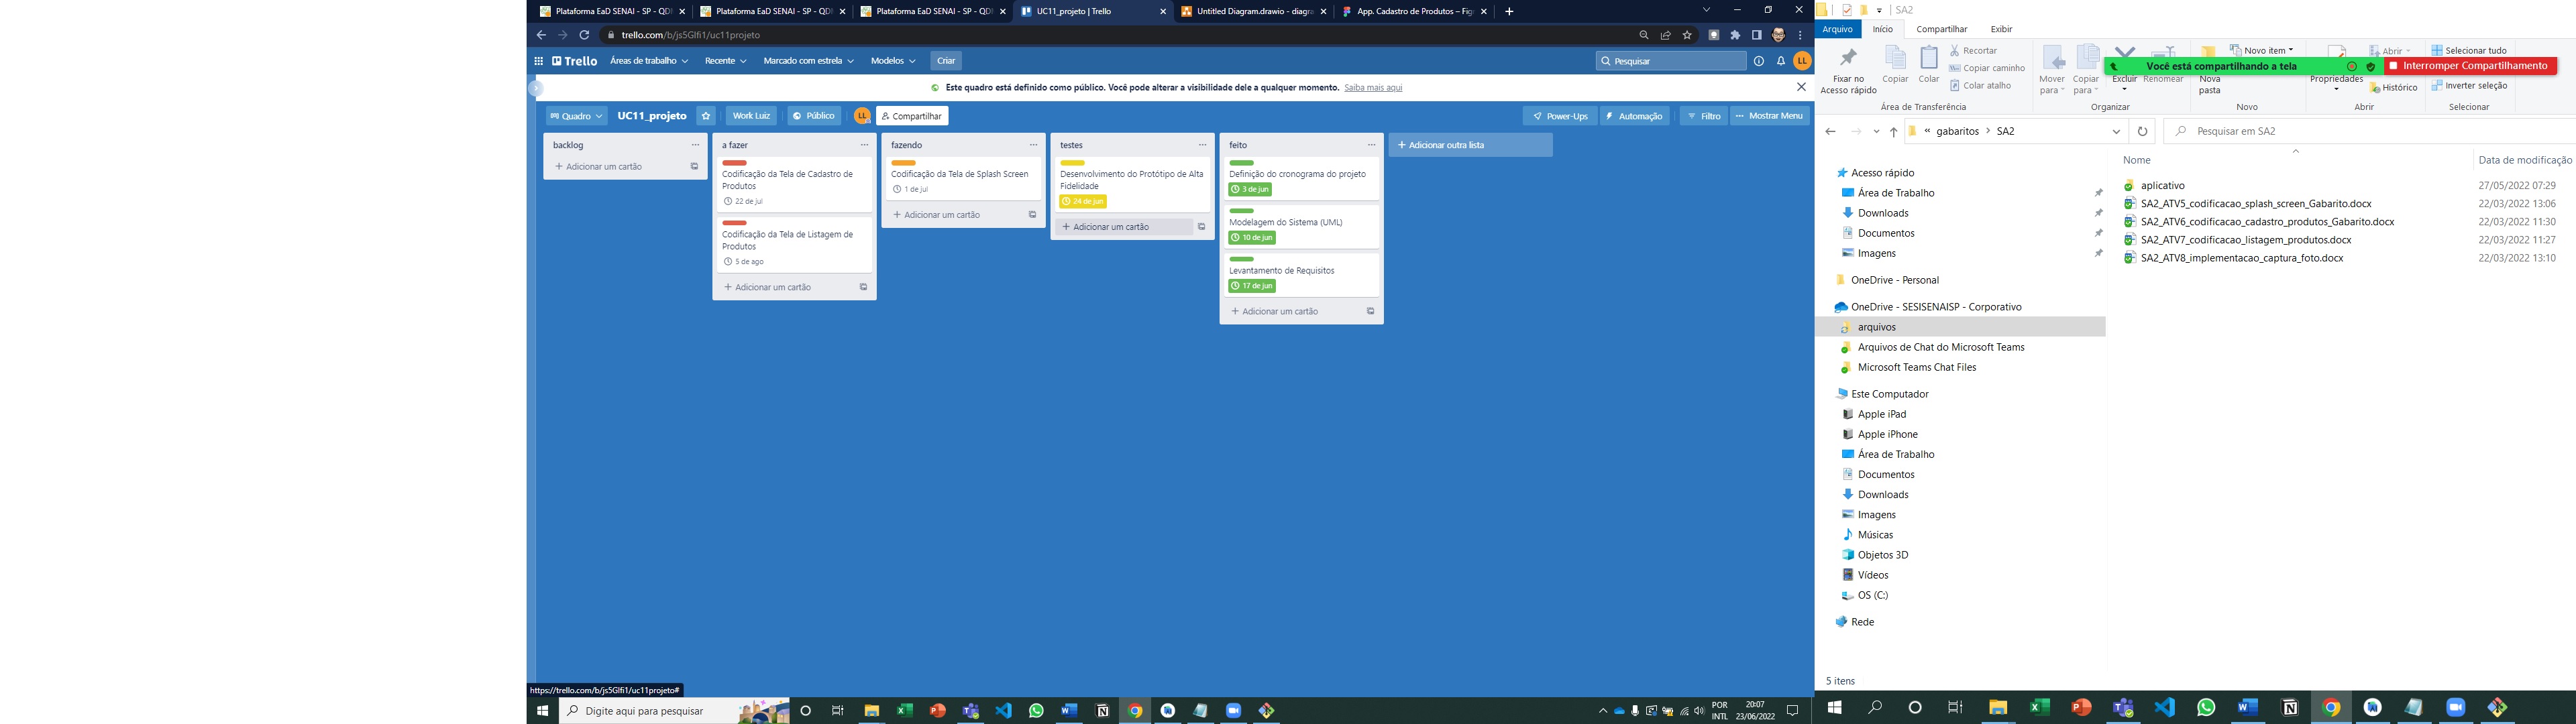 Plataforma EaD SENAI - SP - QD
Plataforma EaD SENAI - SP - QD
Plataforma EaD SENAI - SP - QD
UC11_projeto | Trello
Untitled Diagram.drawio - diagra
App. Cadastro de Produtos – Fig
trello.com/b/js5Glfi1/uc11projeto
Trello
Áreas de trabalho
Recente
Marcado com estrela
Modelos
Criar
Pesquisar
LL
Este quadro está definido como público. Você pode alterar a visibilidade dele a qualquer momento. Saiba mais aqui
Quadro
UC11_projeto
Work Luiz
Público
LL
Compartilhar
Power-Ups
Automação
Filtro
Mostrar Menu
backlog
+ Adicionar um cartão
a fazer
Codificação da Tela de Cadastro de
Produtos
22 de jul
Codificação da Tela de Listagem de
Produtos
5 de ago
+ Adicionar um cartão
fazendo
Codificação da Tela de Splash Screen
1 de jul
+ Adicionar um cartão
testes
Desenvolvimento do Protótipo de Alta
Fidelidade
24 de jun
+ Adicionar um cartão
feito
Definição do cronograma do projeto
3 de jun
Modelagem do Sistema (UML)
10 de jun
Levantamento de Requisitos
17 de jun
+ Adicionar um cartão
+ Adicionar outra lista
https://trello.com/b/js5Glfi1/uc11projeto#
Digite aqui para pesquisar
POR
INTL
20:07
23/06/2022
SA2
Arquivo
Início
Compartilhar
Exibir
Fixar no
Acesso rápido
Copiar
Colar
Recortar
Copiar caminho
Colar atalho
Área de Transferência
Mover
para
Copiar
para
Excluir
Renomear
Organizar
Novo item
Nova
pasta
Novo
Propriedades
Abrir
Histórico
Abrir
Selecionar tudo
Inverter seleção
Selecionar
Você está compartilhando a tela
Interromper Compartilhamento
« gabaritos > SA2
Pesquisar em SA2
Acesso rápido
Área de Trabalho
Downloads
Documentos
Imagens
OneDrive - Personal
OneDrive - SESISENAISP - Corporativo
arquivos
Arquivos de Chat do Microsoft Teams
Microsoft Teams Chat Files
Este Computador
Apple iPad
Apple iPhone
Área de Trabalho
Documentos
Downloads
Imagens
Músicas
Objetos 3D
Vídeos
OS (C:)
Rede
Nome
Data de modificação
aplicativo
27/05/2022 07:29
SA2_ATV5_codificacao_splash_screen_Gabarito.docx
22/03/2022 13:06
SA2_ATV6_codificacao_cadastro_produtos_Gabarito.docx
22/03/2022 11:30
SA2_ATV7_codificacao_listagem_produtos.docx
22/03/2022 11:27
SA2_ATV8_implementacao_captura_foto.docx
22/03/2022 13:10
5 itens